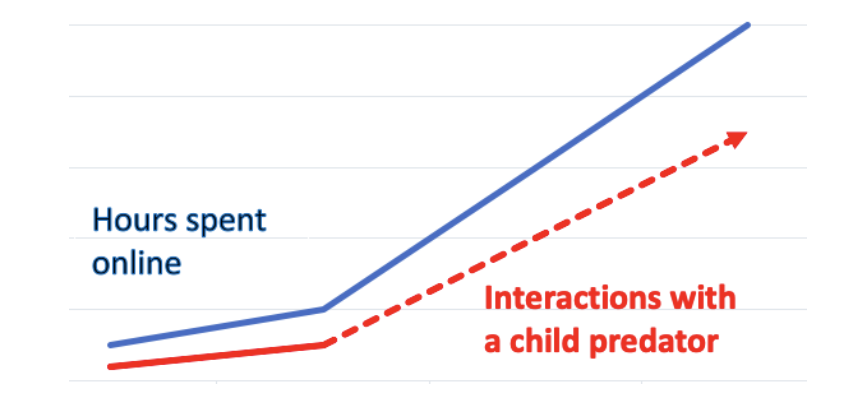 Hours spent
online
Interactions with
a child predator